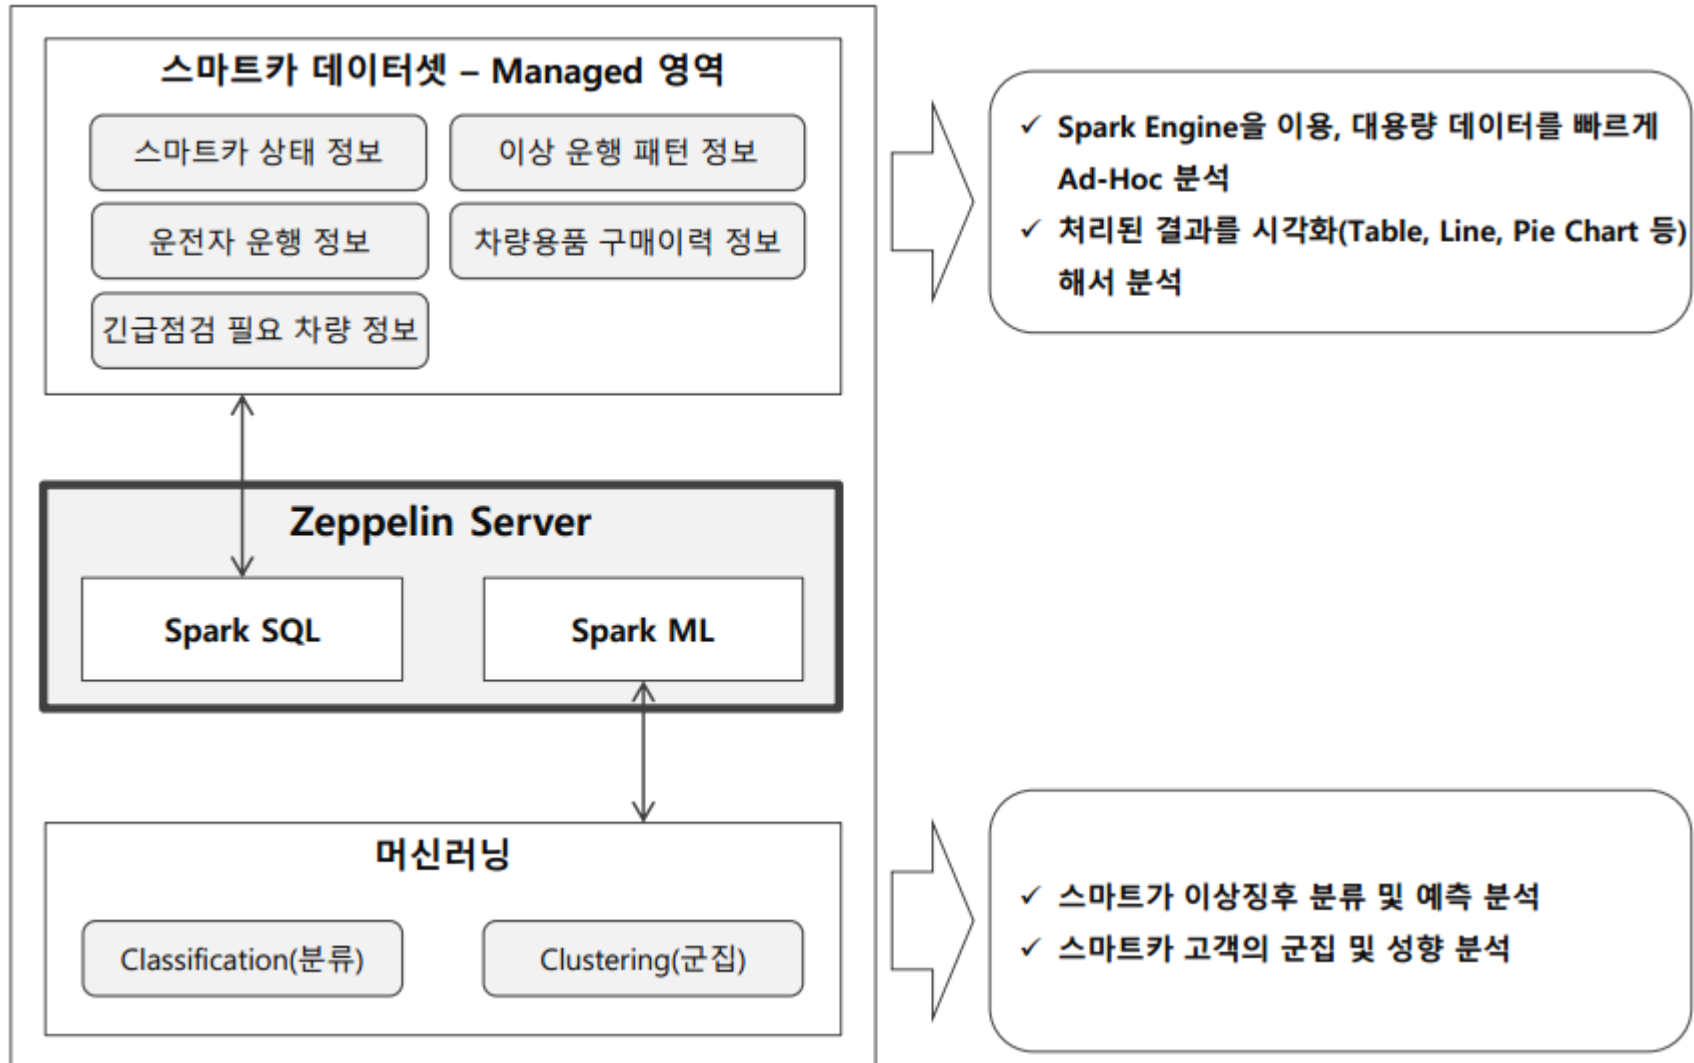 스마트카 데이터셋 – Managed 영역
스마트카 상태 정보
이상 운행 패턴 정보
운전자 운행 정보
차량용품 구매이력 정보
긴급점검 필요 차량 정보
✓ Spark Engine을 이용, 대용량 데이터를 빠르게
Ad-Hoc 분석
✓ 처리된 결과를 시각화(Table, Line, Pie Chart 등)
해서 분석
Zeppelin Server
Spark SQL
Spark ML
머신러닝
Classification(분류)
Clustering(군집)
✓ 스마트가 이상징후 분류 및 예측 분석
✓ 스마트카 고객의 군집 및 성향 분석